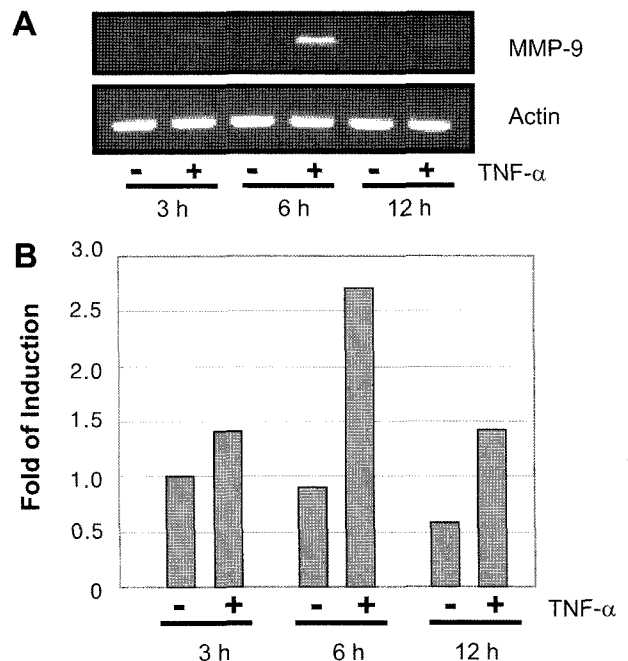 A
MMP-9
Actin
- + - + - + TNF-α
3 h 6 h 12 h
B
Fold of Induction
3.0
2.5
2.0
1.5
1.0
0.5
0
- + - + - + TNF-α
3 h 6 h 12 h